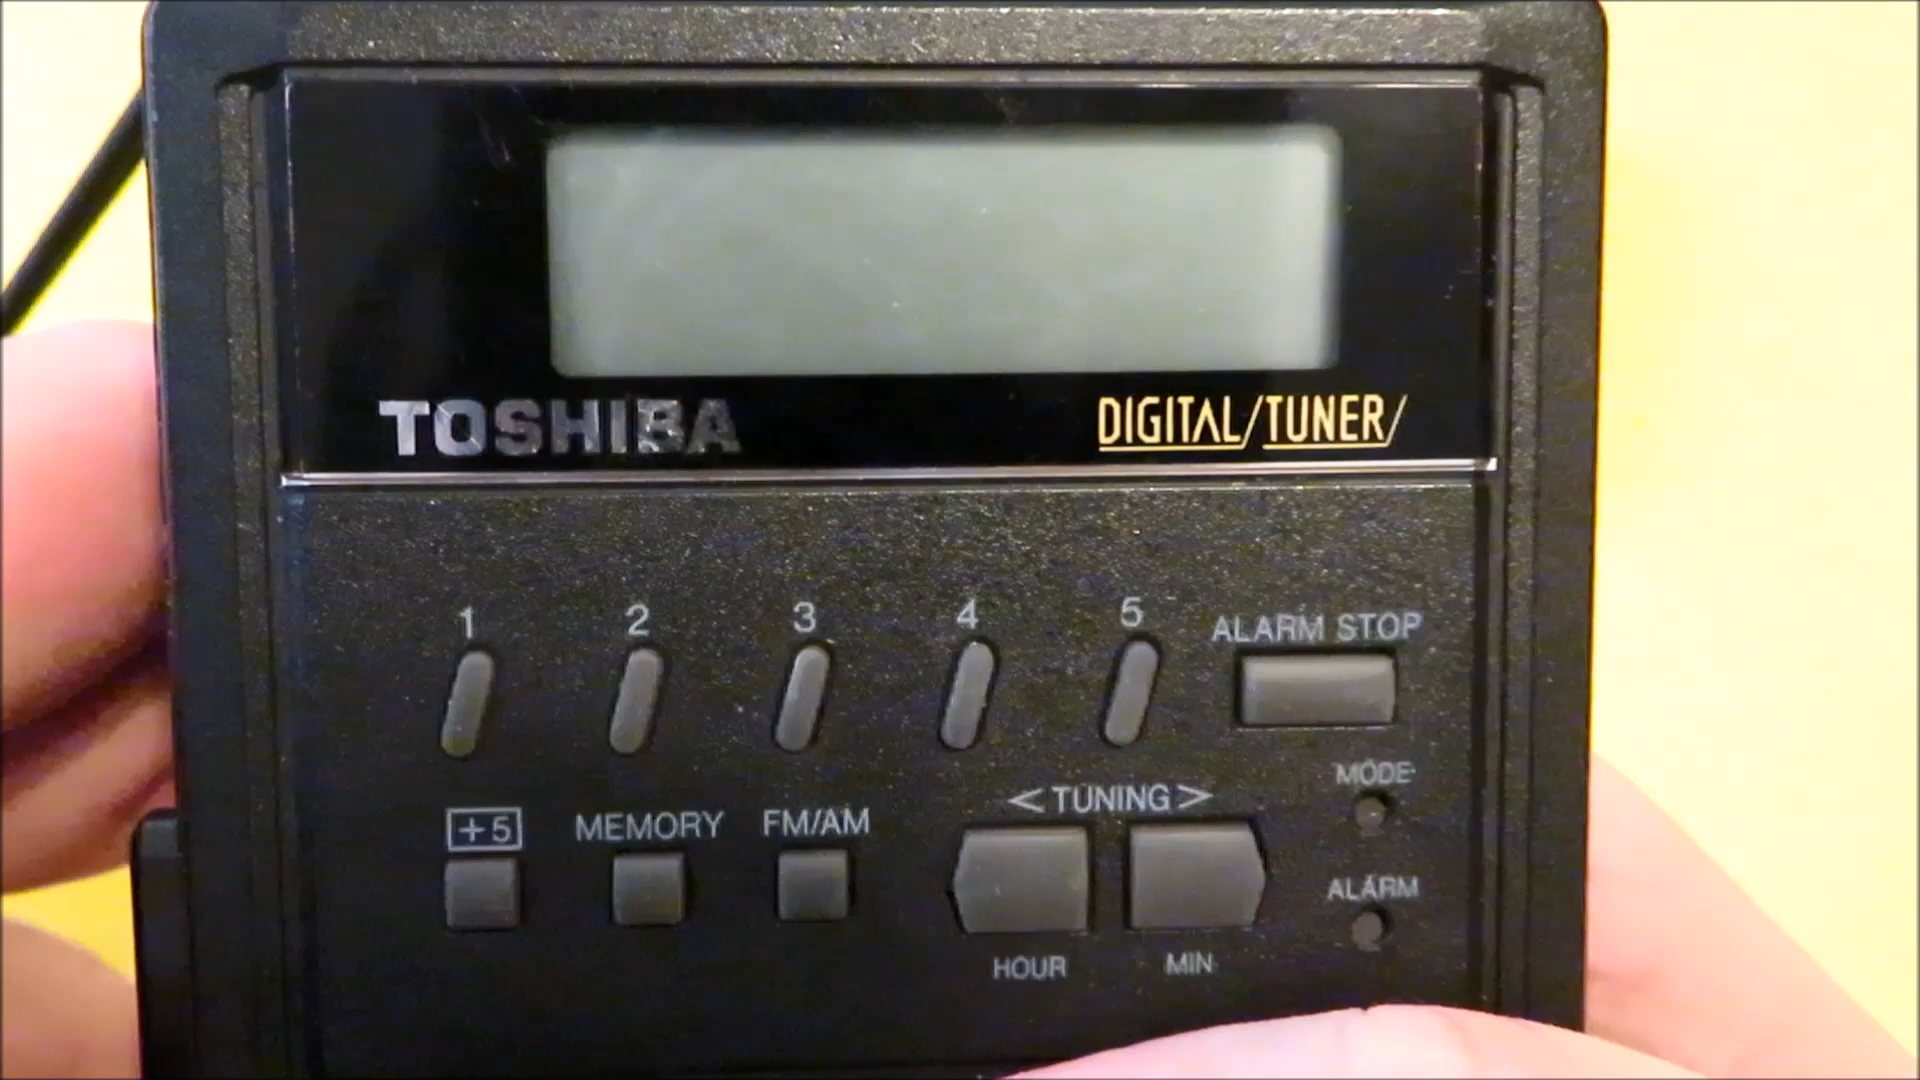 TOSHIBA
DIGITAL/TUNER/
1 2 3 4 5 ALARM STOP
MODE
<TUNING>
+5 MEMORY FM/AM
ALARM
HOUR MIN